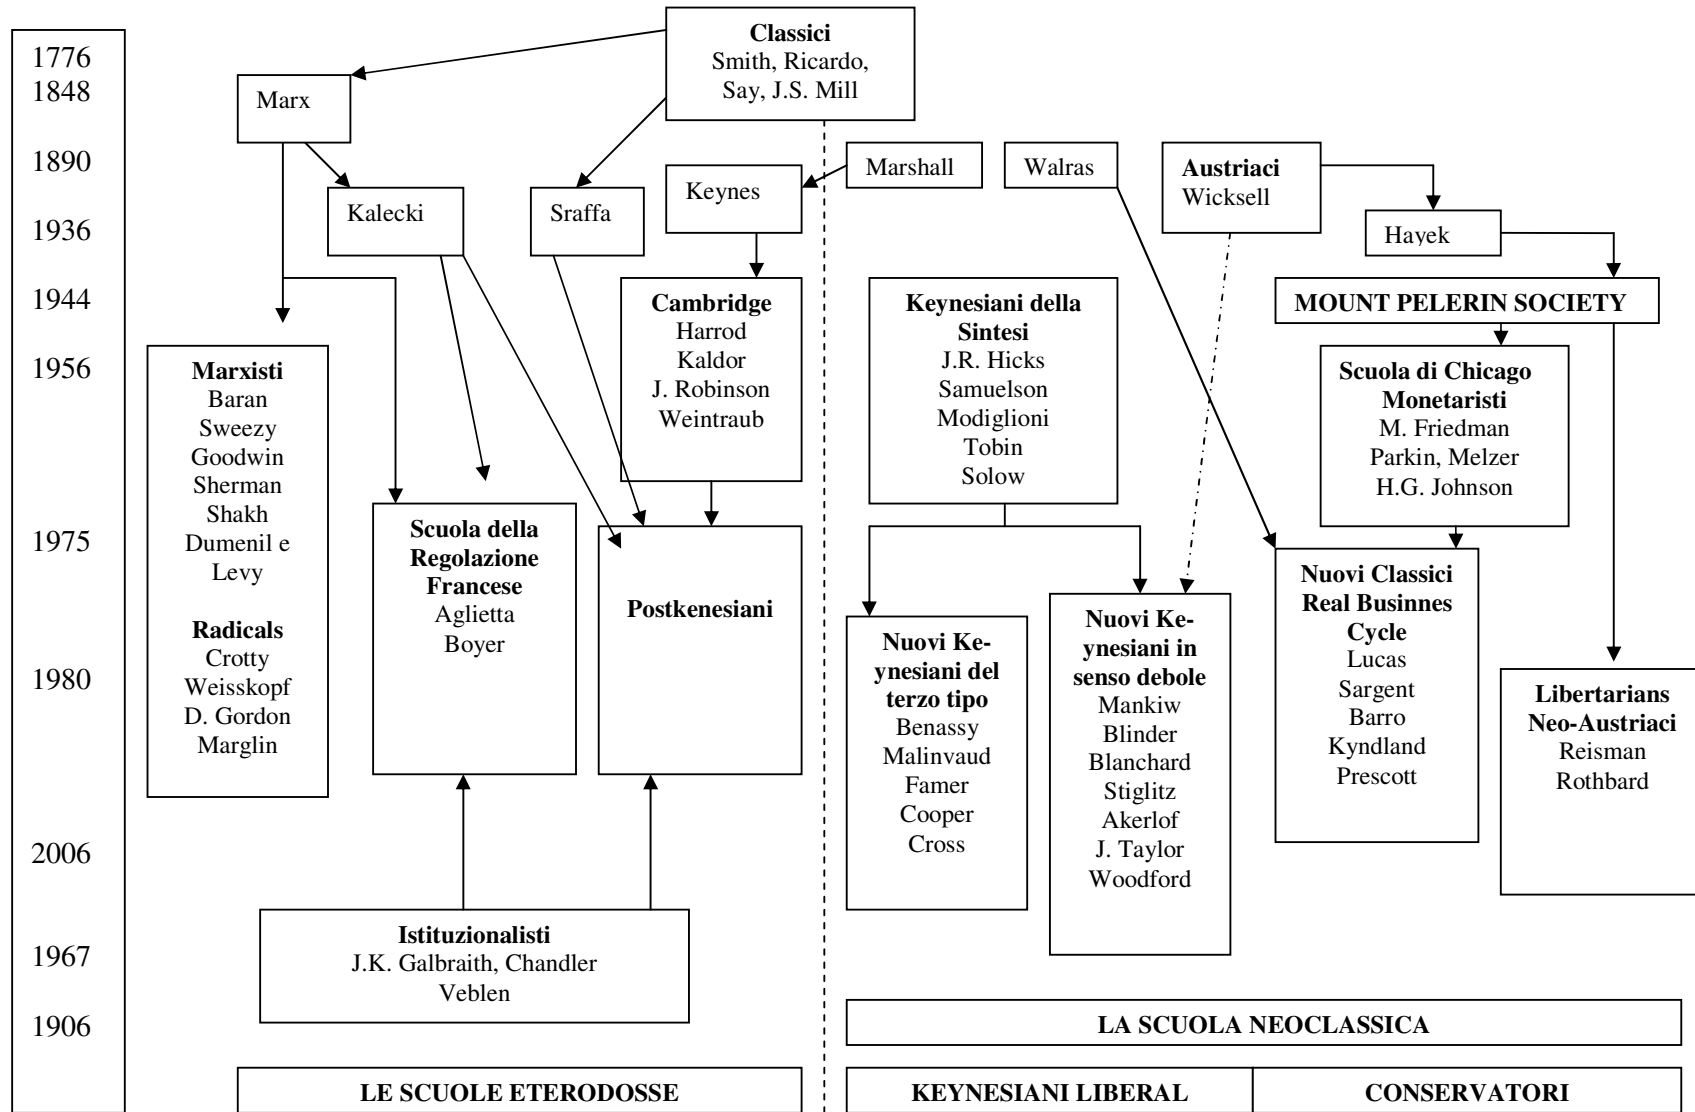 1776
1848
1890
1936
1944
1956
1975
1980
2006
1967
1906
Classici
Smith, Ricardo,
Say, J.S. Mill
Marx
Kalecki
Sraffa
Keynes
Marshall
Walras
Austriaci
Wicksell
Hayek
MOUNT PELERIN SOCIETY
Cambridge
Harrod
Kaldor
J. Robinson
Weintraub
Keynesiani della
Sintesi
J.R. Hicks
Samuelson
Modiglioni
Tobin
Solow
Scuola di Chicago
Monetaristi
M. Friedman
Parkin, Melzer
H.G. Johnson
Marxisti
Baran
Sweezy
Goodwin
Sherman
Shakh
Dumenil e
Levy
Radicals
Crotty
Weisskopf
D. Gordon
Marglin
Scuola della
Regolazione
Francese
Aglietta
Boyer
Postkenesiani
Nuovi Ke-
ynesiani del
terzo tipo
Benassy
Malinvaud
Famer
Cooper
Cross
Nuovi Ke-
ynesiani in
senso debole
Mankiw
Blinder
Blanchard
Stiglitz
Akerlof
J. Taylor
Woodford
Nuovi Classici
Real Businnes
Cycle
Lucas
Sargent
Barro
Kyndland
Prescott
Libertarians
Neo-Austriaci
Reisman
Rothbard
Istituzionalisti
J.K. Galbraith, Chandler
Veblen
LA SCUOLA NEOCLASSICA
LE SCUOLE ETERODOSSE
KEYNESIANI LIBERAL
CONSERVATORI